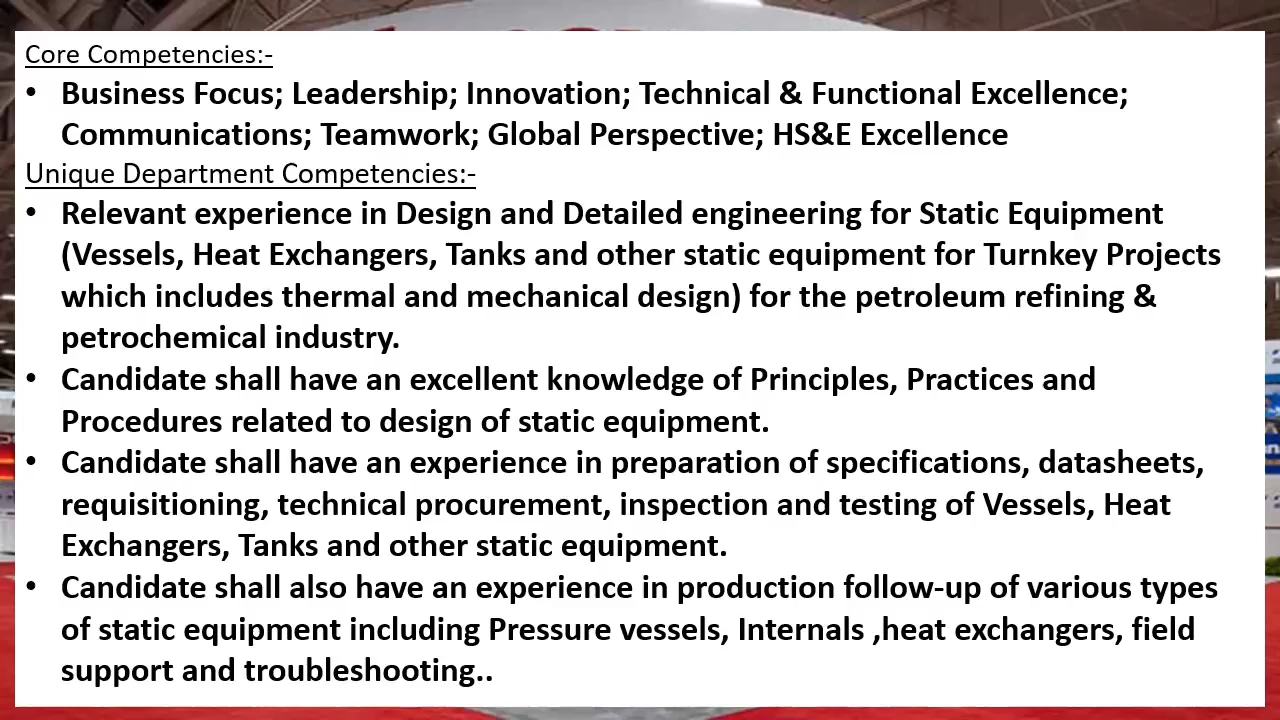 Core Competencies:-
• Business Focus; Leadership; Innovation; Technical & Functional Excellence;
Communications; Teamwork; Global Perspective; HS&E Excellence
Unique Department Competencies:-
• Relevant experience in Design and Detailed engineering for Static Equipment
(Vessels, Heat Exchangers, Tanks and other static equipment for Turnkey Projects
which includes thermal and mechanical design) for the petroleum refining &
petrochemical industry.
• Candidate shall have an excellent knowledge of Principles, Practices and
Procedures related to design of static equipment.
• Candidate shall have an experience in preparation of specifications, datasheets,
requisitioning, technical procurement, inspection and testing of Vessels, Heat
Exchangers, Tanks and other static equipment.
• Candidate shall also have an experience in production follow-up of various types
of static equipment including Pressure vessels, Internals ,heat exchangers, field
support and troubleshooting..